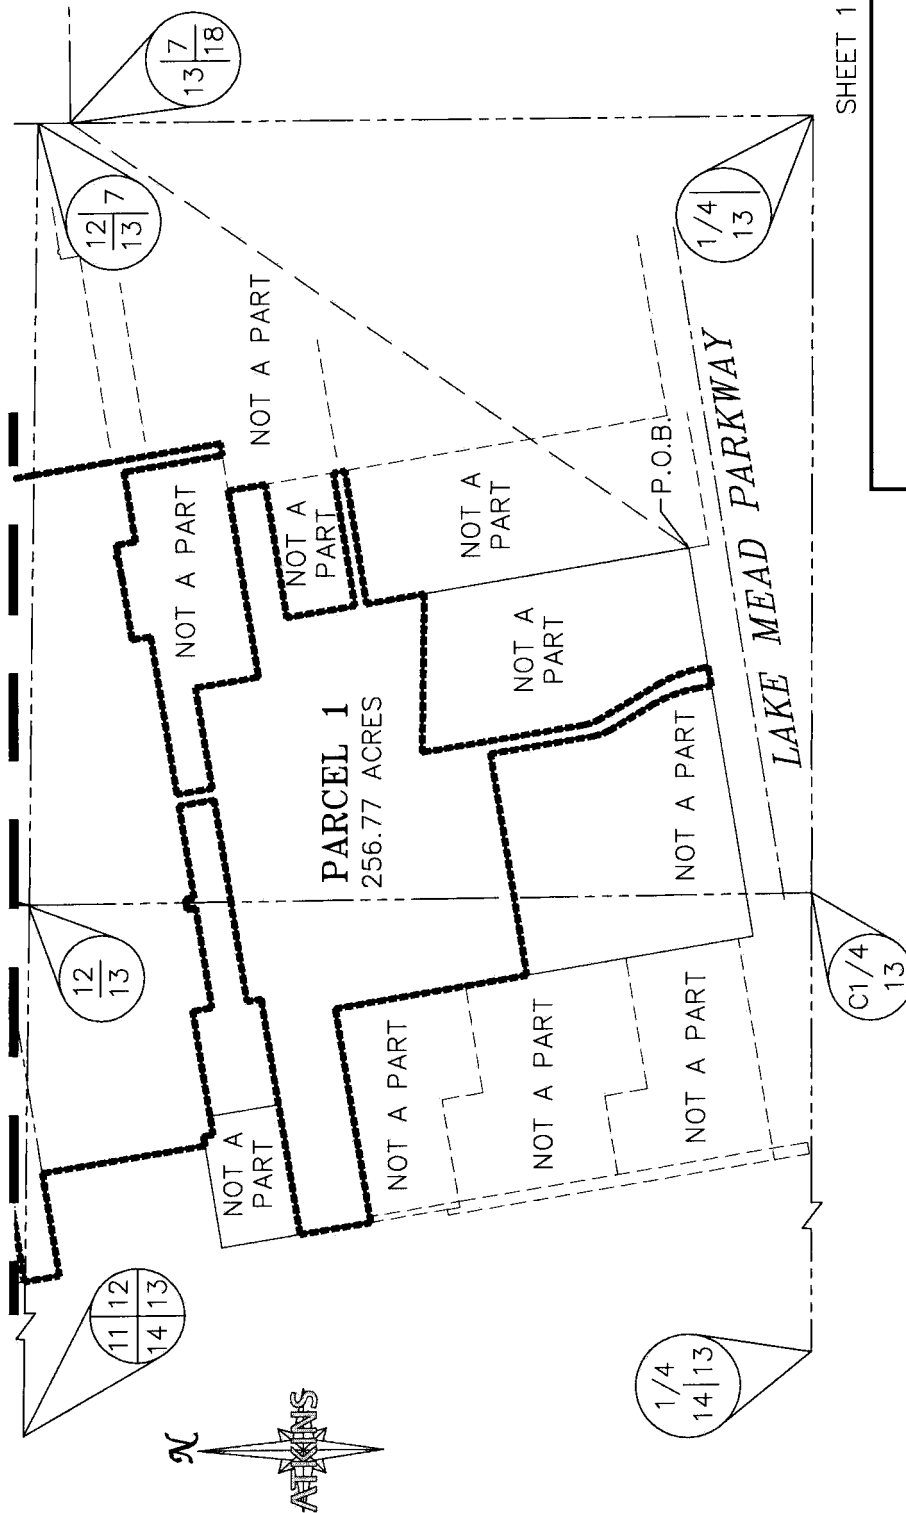 SHEET 1
13 7
18
12 7
13
NOT A PART
NOT A PART
NOT A
PART
NOT A
PART
P.O.B.
NOT A
PART
NOT A PART
LAKE MEAD PARKWAY
1/4
13
PARCEL 1
256.77 ACRES
12
13
C1/4
13
NOT A
PART
NOT A PART
NOT A PART
NOT A PART
11 12
14 13
1/4
14 13
N
ATKINS